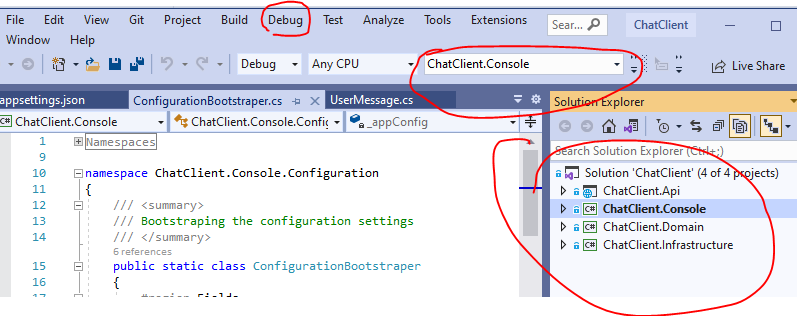 File Edit View Git Project Build Debug Test Analyze Tools Extensions Sear... ChatClient
Window Help
Debug Any CPU ChatClient.Console Live Share
appsettings.json ConfigurationBootstraper.cs UserMessage.cs
ChatClient.Console ChatClient.Console.Config _appConfig
1 Namespaces
9
10 namespace ChatClient.Console.Configuration
11 {
12 /// <summary>
13 /// Bootstraping the configuration settings
14 /// </summary>
6 references
15 public static class ConfigurationBootstraper
16 {
17 #region Fields
Solution Explorer
Search Solution Explorer (Ctrl+;)
Solution 'ChatClient' (4 of 4 projects)
ChatClient.Api
C# ChatClient.Console
C# ChatClient.Domain
C# ChatClient.Infrastructure